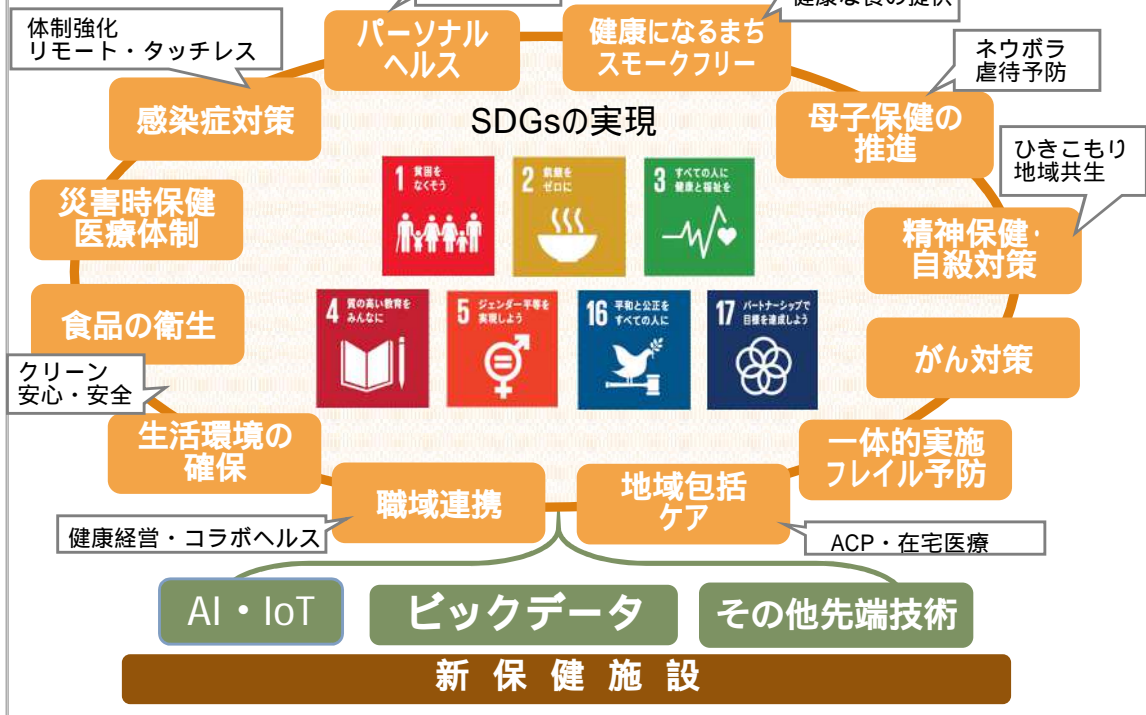 健康な食の提供
体制強化
リモート・タッチレス
パーソナル
ヘルス
健康になるまち
スモークフリー
ネウボラ
虐待予防
感染症対策
SDGsの実現
母子保健の
推進
ひきこもり
地域共生
1 貧困を
なくそう
2 飢餓を
ゼロに
3 すべての人に
健康と福祉を
災害時保健
医療体制
精神保健・
自殺対策
4 質の高い教育を
みんなに
5 ジェンダー平等を
実現しよう
16 平和と公正を
すべての人に
17 パートナーシップで
目標を達成しよう
食品の衛生
がん対策
クリーン
安心・安全
生活環境の
確保
一体的実施
フレイル予防
職域連携
地域包括
ケア
健康経営・コラボヘルス
ACP・在宅医療
AI・IoT
ビックデータ
その他先端技術
新保健施設